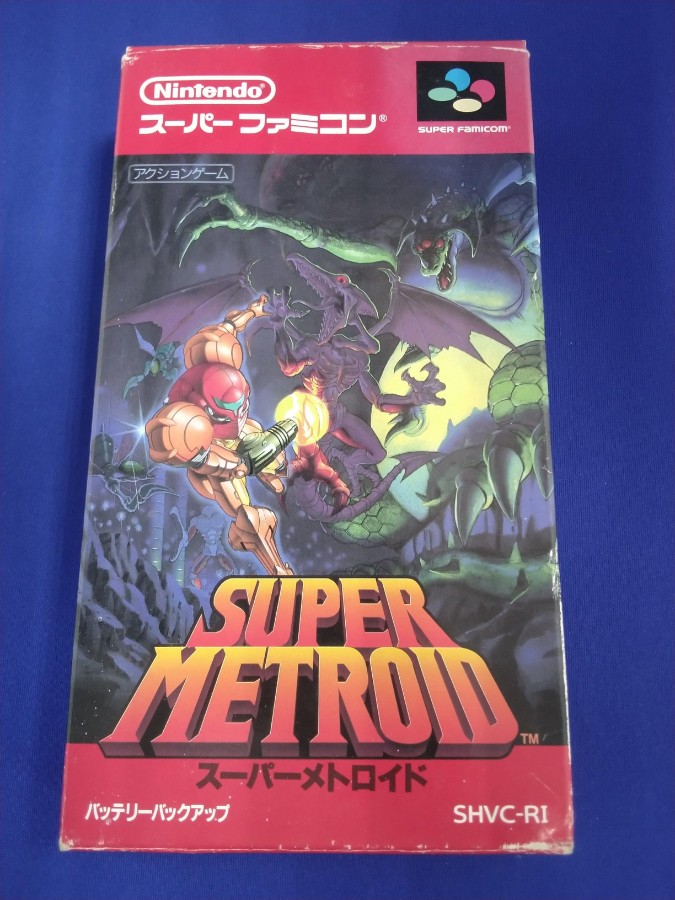 Nintendo
スーパーファミコン®
SUPER FAMICOM®
アクションゲーム
SUPER
METROID™
スーパーメトロイド
バッテリーバックアップ
SHVC-RI